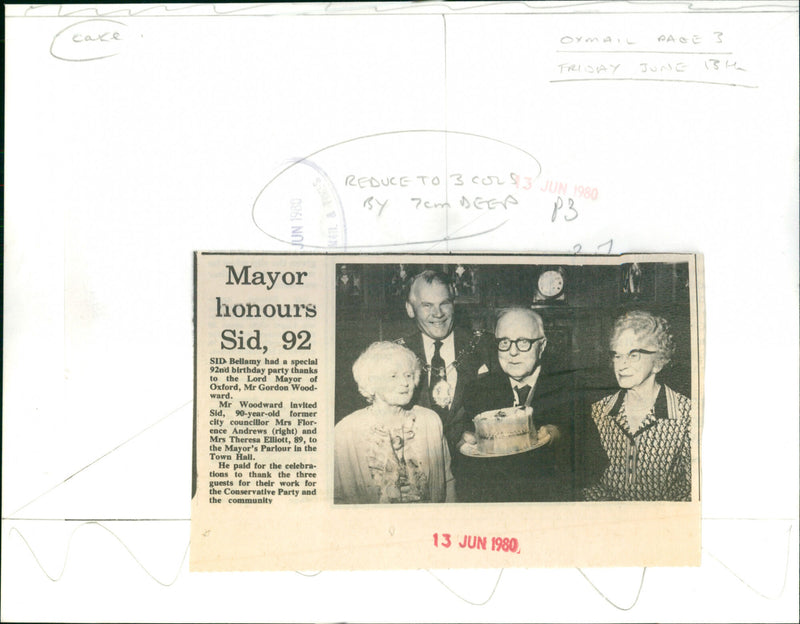 cake
OXMAIL PAGE 3
FRIDAY JUNE 13th
REDUCE TO 3 COLS
BY 7cm DEEP
13 JUN 1980
P3
JUN 1980
Mayor
honours
Sid, 92
SID Bellamy had a special
92nd birthday party thanks
to the Lord Mayor of
Oxford, Mr Gordon Wood-
ward.
Mr Woodward invited
Sid, 90-year-old former
city councillor Mrs Flor-
ence Andrews (right) and
Mrs Theresa Elliott, 89, to
the Mayor's Parlour in the
Town Hall.
He paid for the celebra-
tions to thank the three
guests for their work for
the Conservative Party and
the community
13 JUN 1980